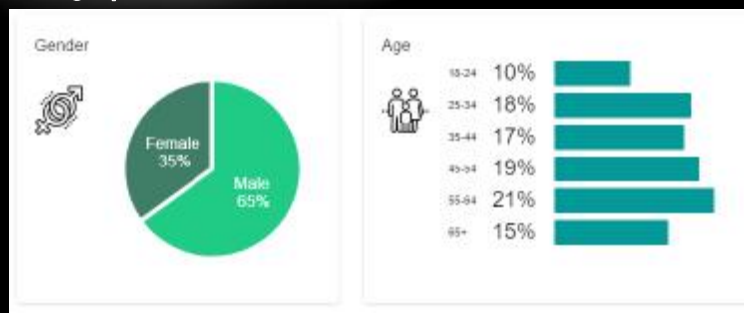 Gender
Female
35%
Male
65%
Age
18-24 10%
25-34 18%
35-44 17%
45-54 19%
55-64 21%
65+ 15%